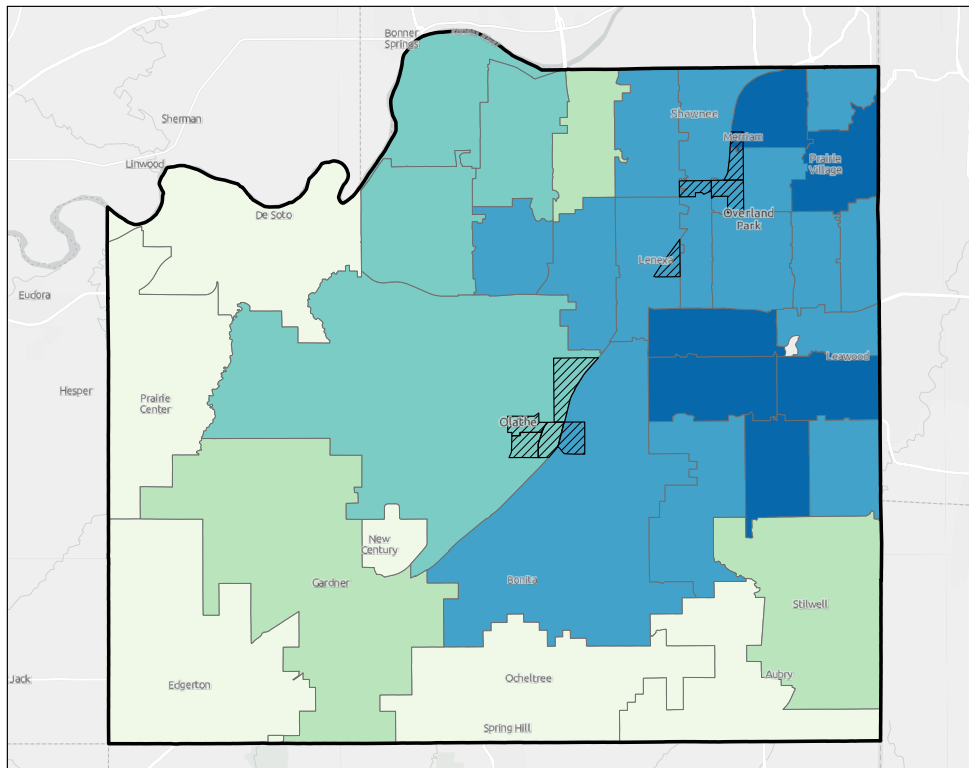 Bonner
Springs
Sherman
Shawnee
Merriam
Linwood
Prairie
Village
De Soto
Overland
Park
Lenexa
Eudora
Leawood
Hesper
Prairie
Center
Olathe
New
Century
Gardner
Bonita
Stilwell
Jack
Edgerton
Ocheltree
Aubry
Spring Hill